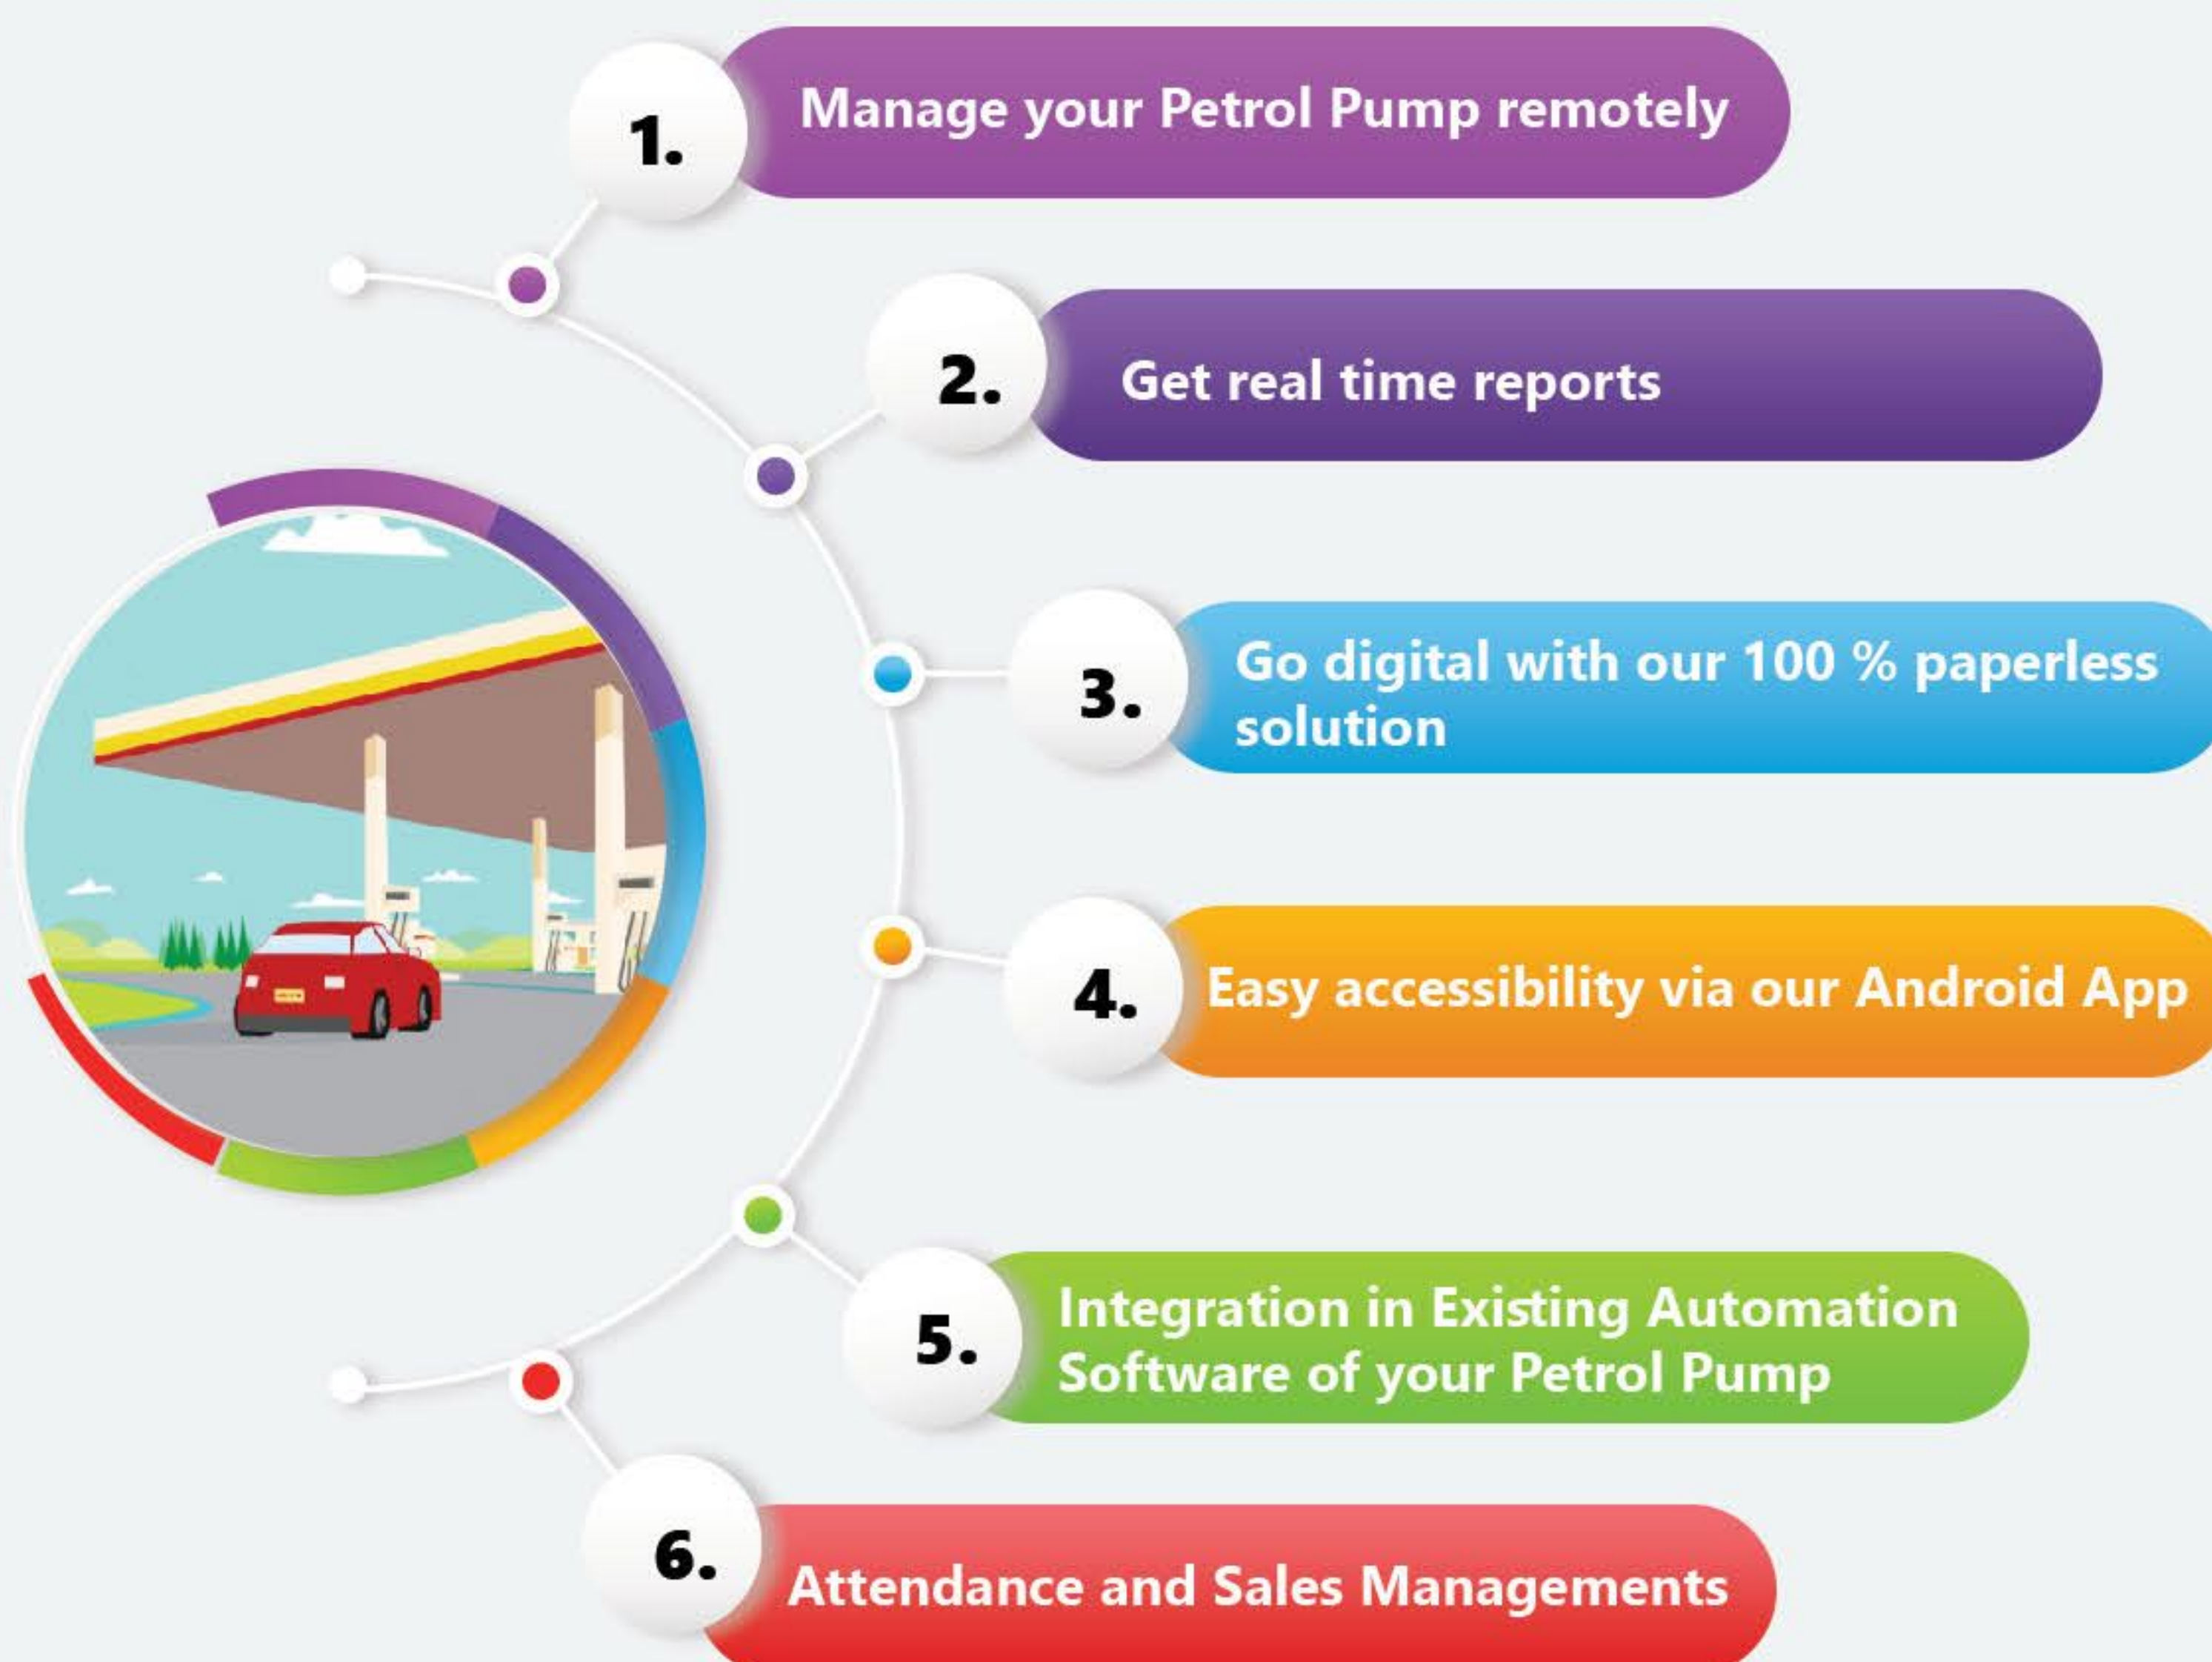 1.
Manage your Petrol Pump remotely
2.
Get real time reports
3.
Go digital with our 100 % paperless
solution
4.
Easy accessibility via our Android App
5.
Integration in Existing Automation
Software of your Petrol Pump
6.
Attendance and Sales Managements